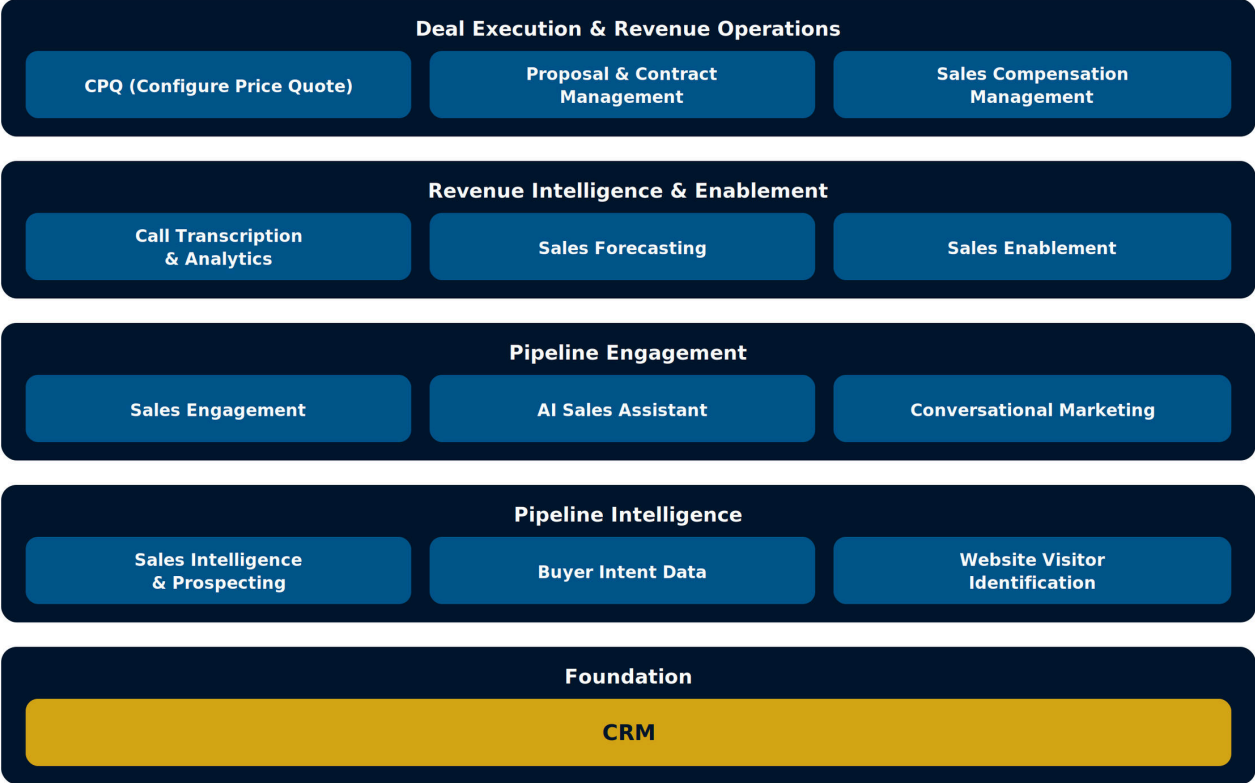 Deal Execution & Revenue Operations
CPQ (Configure Price Quote)
Proposal & Contract
Management
Sales Compensation
Management
Revenue Intelligence & Enablement
Call Transcription
& Analytics
Sales Forecasting
Sales Enablement
Pipeline Engagement
Sales Engagement
AI Sales Assistant
Conversational Marketing
Pipeline Intelligence
Sales Intelligence
& Prospecting
Buyer Intent Data
Website Visitor
Identification
Foundation
CRM